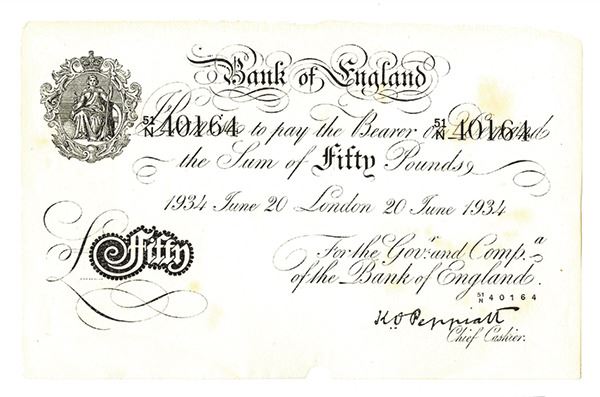 Bank of England
51/N 40164 to pay the Bearer on Demand 51/N 40164
the Sum of Fifty Pounds
1934 June 20 London 20 June 1934
For the Gov.r and Comp.a
of the Bank of England.
51/N 40164
£ Fifty
K O Peppiatt
Chief Cashier.